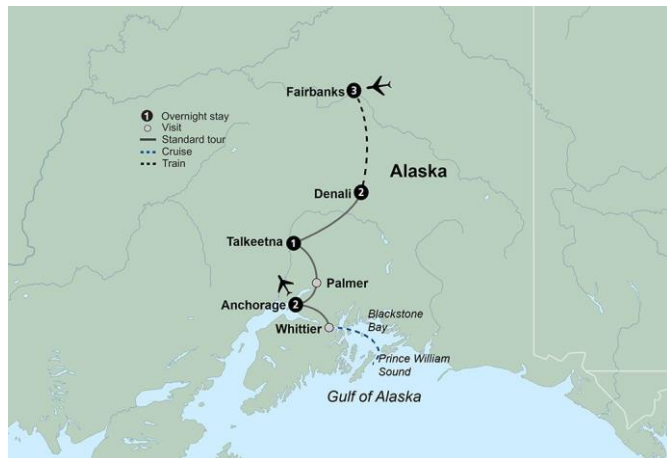 Fairbanks 3
1 Overnight stay
Visit
Standard tour
Cruise
Train
Alaska
Denali 2
Talkeetna 1
Palmer
Anchorage 2
Whittier
Blackstone
Bay
Prince William
Sound
Gulf of Alaska